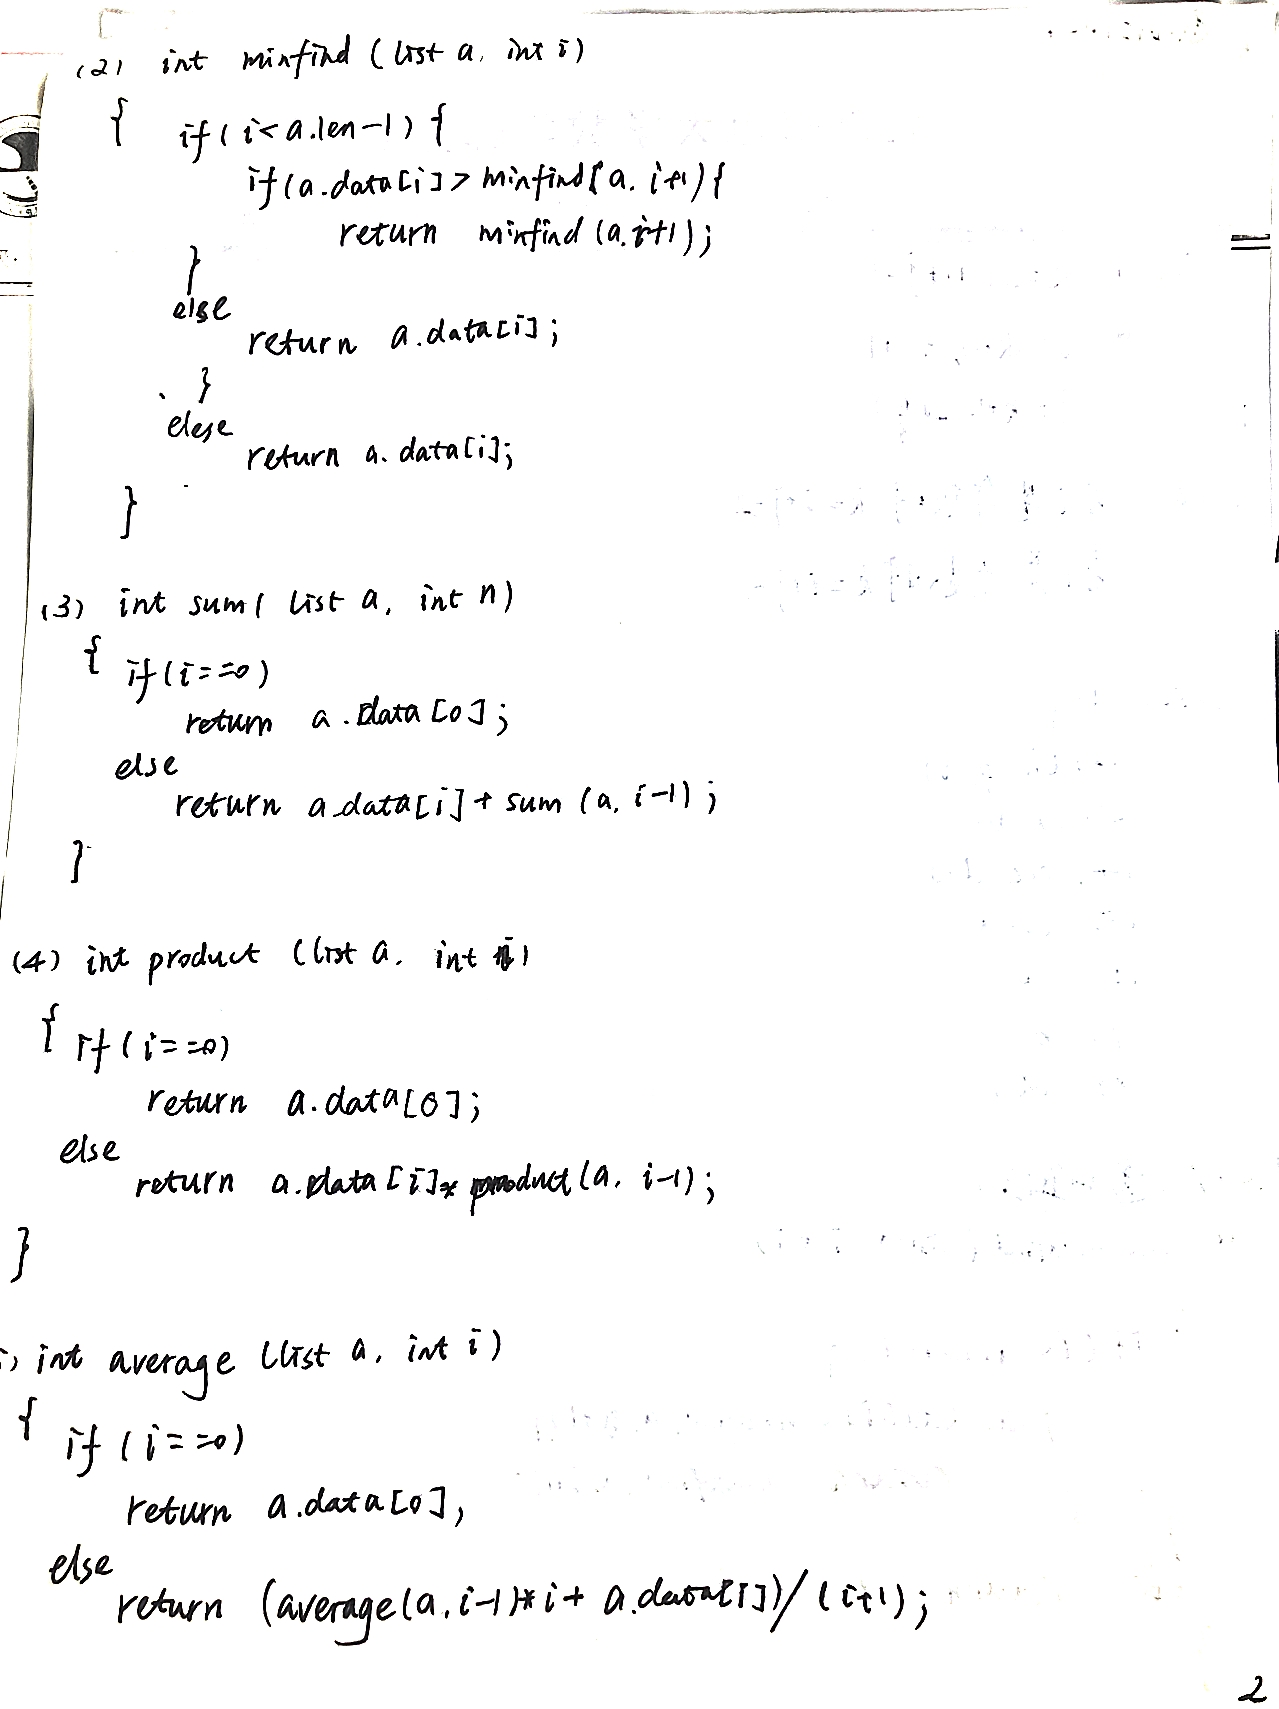 (2) int minfind (list a, int i)
{ if(i<a.len-1){
if(a.data[i]>minfind(a, i+1){
return minfind (a,i+1);
}
else
return a.data[i];
}
else
return a.data[i];
}
(3) int sum( list a, int n)
{ if(i==0)
return a.data[0];
else
return a.data[i]+sum (a, i-1);
}
(4) int product (list a, int i)
{ if(i==0)
return a.data[0];
else
return a.data[i]* product(a, i-1);
}
) int average (list a, int i)
{ if(i==0)
return a.data[0],
else
return (average(a,i-1)*i+ a.data[i])/(i+1);
2